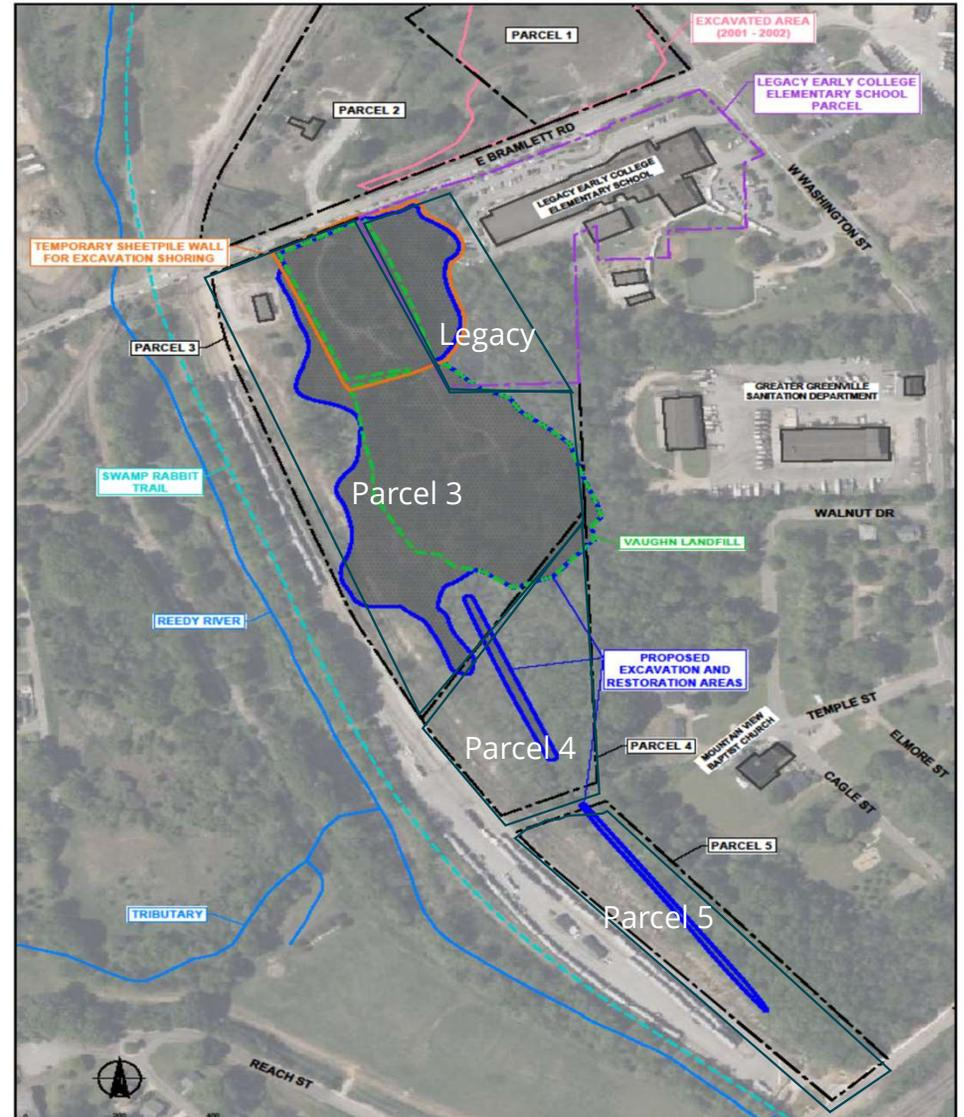 PARCEL 1
EXCAVATED AREA
(2001 - 2002)
LEGACY EARLY COLLEGE
ELEMENTARY SCHOOL
PARCEL
PARCEL 2
E BRAMLETT RD
LEGACY EARLY COLLEGE
ELEMENTARY SCHOOL
W WASHINGTON ST
TEMPORARY SHEETPILE WALL
FOR EXCAVATION SHORING
Legacy
PARCEL 3
GREATER GREENVILLE
SANITATION DEPARTMENT
SWAMP RABBIT
TRAIL
Parcel 3
WALNUT DR
VAUGHN LANDFILL
REEDY RIVER
PROPOSED
EXCAVATION AND
RESTORATION AREAS
TEMPLE ST
Parcel 4
PARCEL 4
MOUNTAIN VIEW
BAPTIST CHURCH
ELMORE ST
CAGLE ST
PARCEL 5
TRIBUTARY
Parcel 5
REACH ST